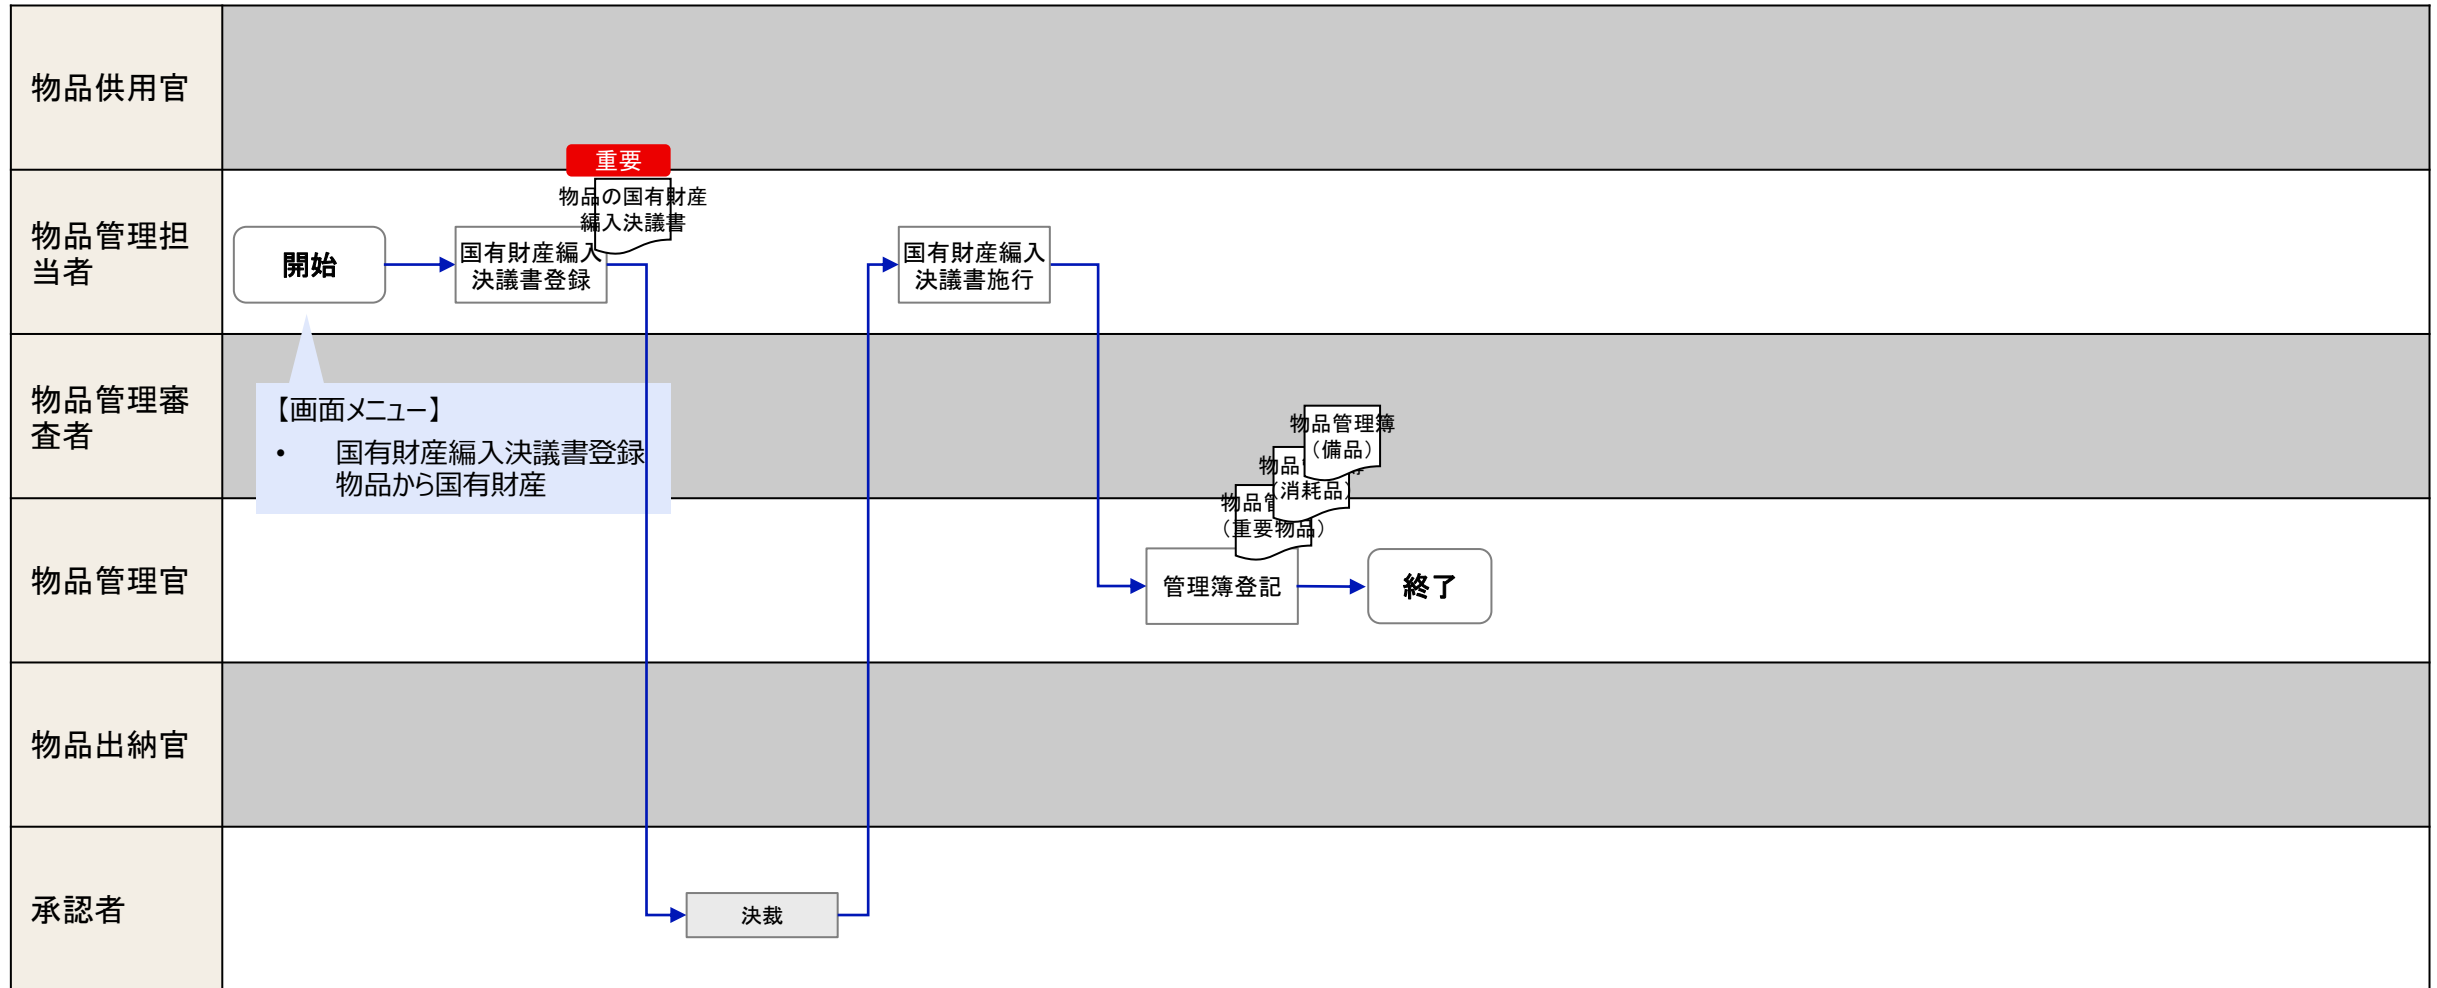 物品供用官
重要
物品の国有財産
編入決議書
物品管理担
当者
開始
国有財産編入
決議書登録
国有財産編入
決議書施行
物品管理審
査者
【画面メニュー】
• 国有財産編入決議書登録
物品から国有財産
物品管理簿
（備品）
物品
簿
（消耗品）
物品管
（重要物品）
物品管理官
管理簿登記
終了
物品出納官
承認者
決裁